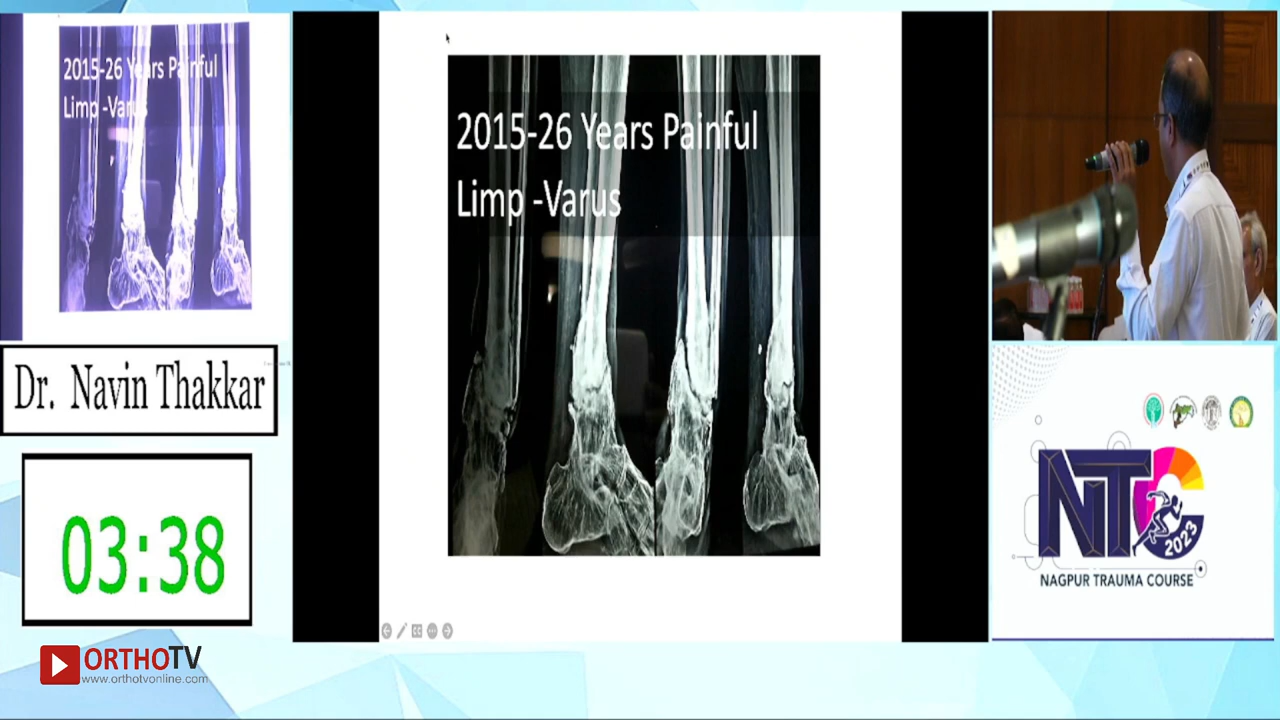 2015-26 Years Painful
Limp -Varus
2015-26 Years Painful
Limp -Varus
Dr. Navin Thakkar
03:38
ORTHOTV
www.orthotvonline.com
NTC
2023
NAGPUR TRAUMA COURSE